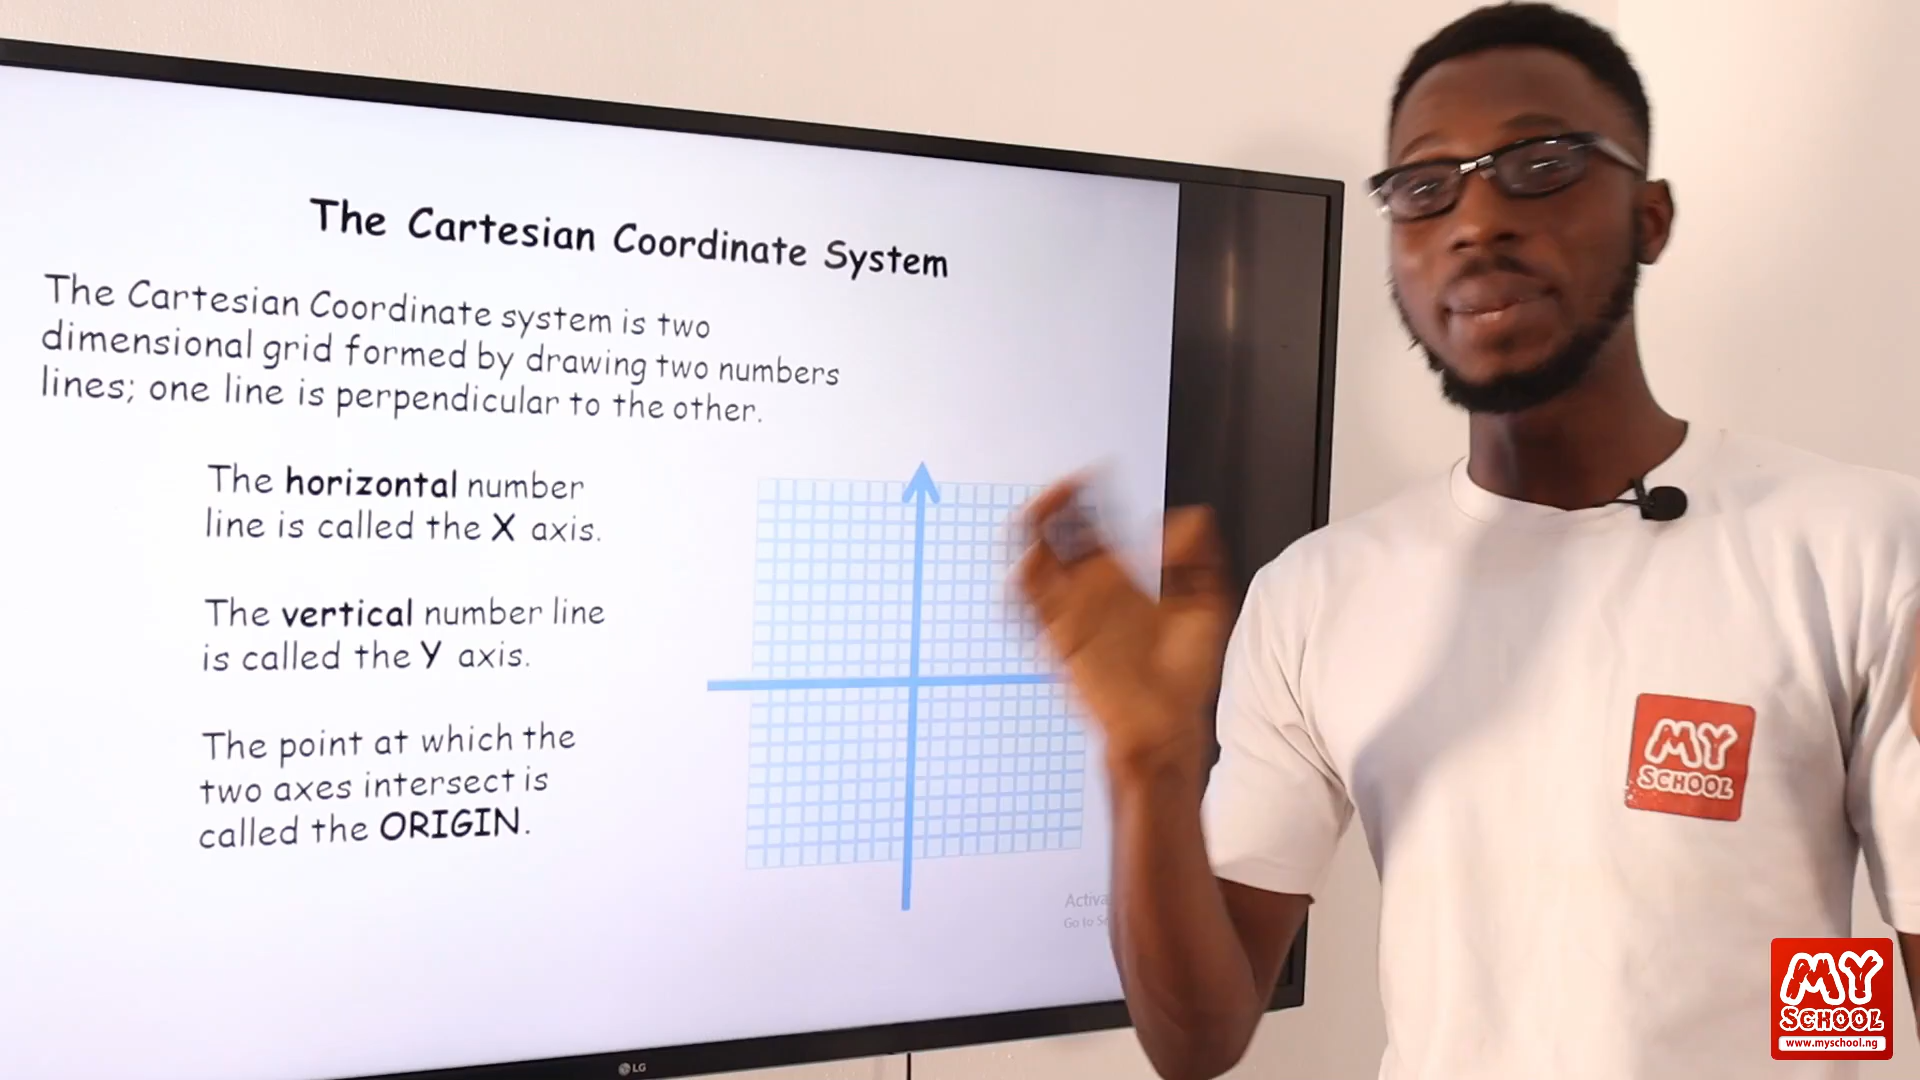 The Cartesian Coordinate System
The Cartesian Coordinate system is two
dimensional grid formed by drawing two numbers
lines; one line is perpendicular to the other.
The horizontal number
line is called the X axis.
The vertical number line
is called the Y axis.
The point at which the
two axes intersect is
called the ORIGIN.
Go to
LG
MY
SCHOOL
MY
SCHOOL
www.myschool.ng